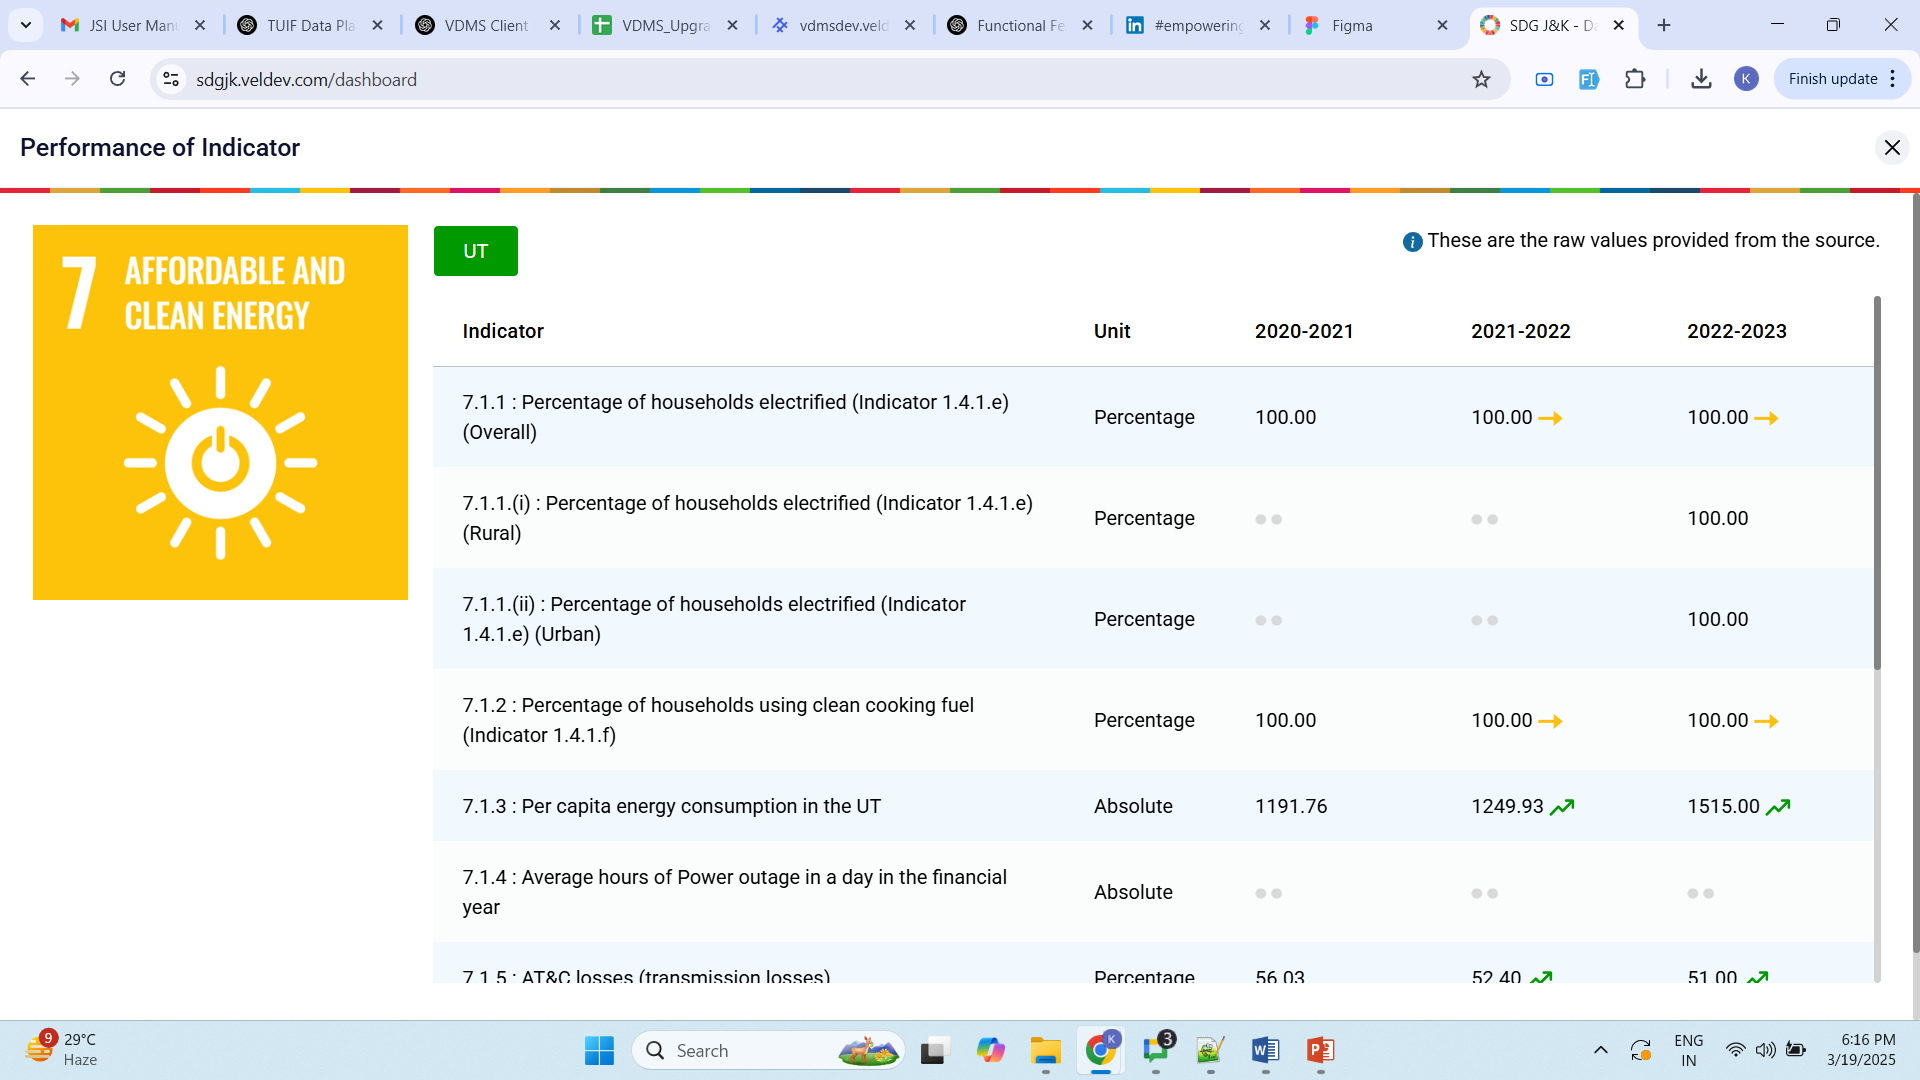 JSI User Man
TUIF Data Pla
VDMS Client
VDMS_Upgra
vdmsdev.veld
Functional Fe
#empowering
Figma
SDG J&K - Da
sdgjk.veldev.com/dashboard
K
Finish update
Performance of Indicator
7 AFFORDABLE AND
CLEAN ENERGY
UT
i These are the raw values provided from the source.
Indicator Unit 2020-2021 2021-2022 2022-2023
7.1.1 : Percentage of households electrified (Indicator 1.4.1.e)
(Overall)
Percentage 100.00 100.00 100.00
7.1.1.(i) : Percentage of households electrified (Indicator 1.4.1.e)
(Rural)
Percentage 100.00
7.1.1.(ii) : Percentage of households electrified (Indicator
1.4.1.e) (Urban)
Percentage 100.00
7.1.2 : Percentage of households using clean cooking fuel
(Indicator 1.4.1.f)
Percentage 100.00 100.00 100.00
7.1.3 : Per capita energy consumption in the UT Absolute 1191.76 1249.93 1515.00
7.1.4 : Average hours of Power outage in a day in the financial
year
Absolute
7.1.5 : AT&C losses (transmission losses) Percentage 56.03 52.40 51.00
9
29°C
Haze
Search
K
3
ENG
IN
6:16 PM
3/19/2025